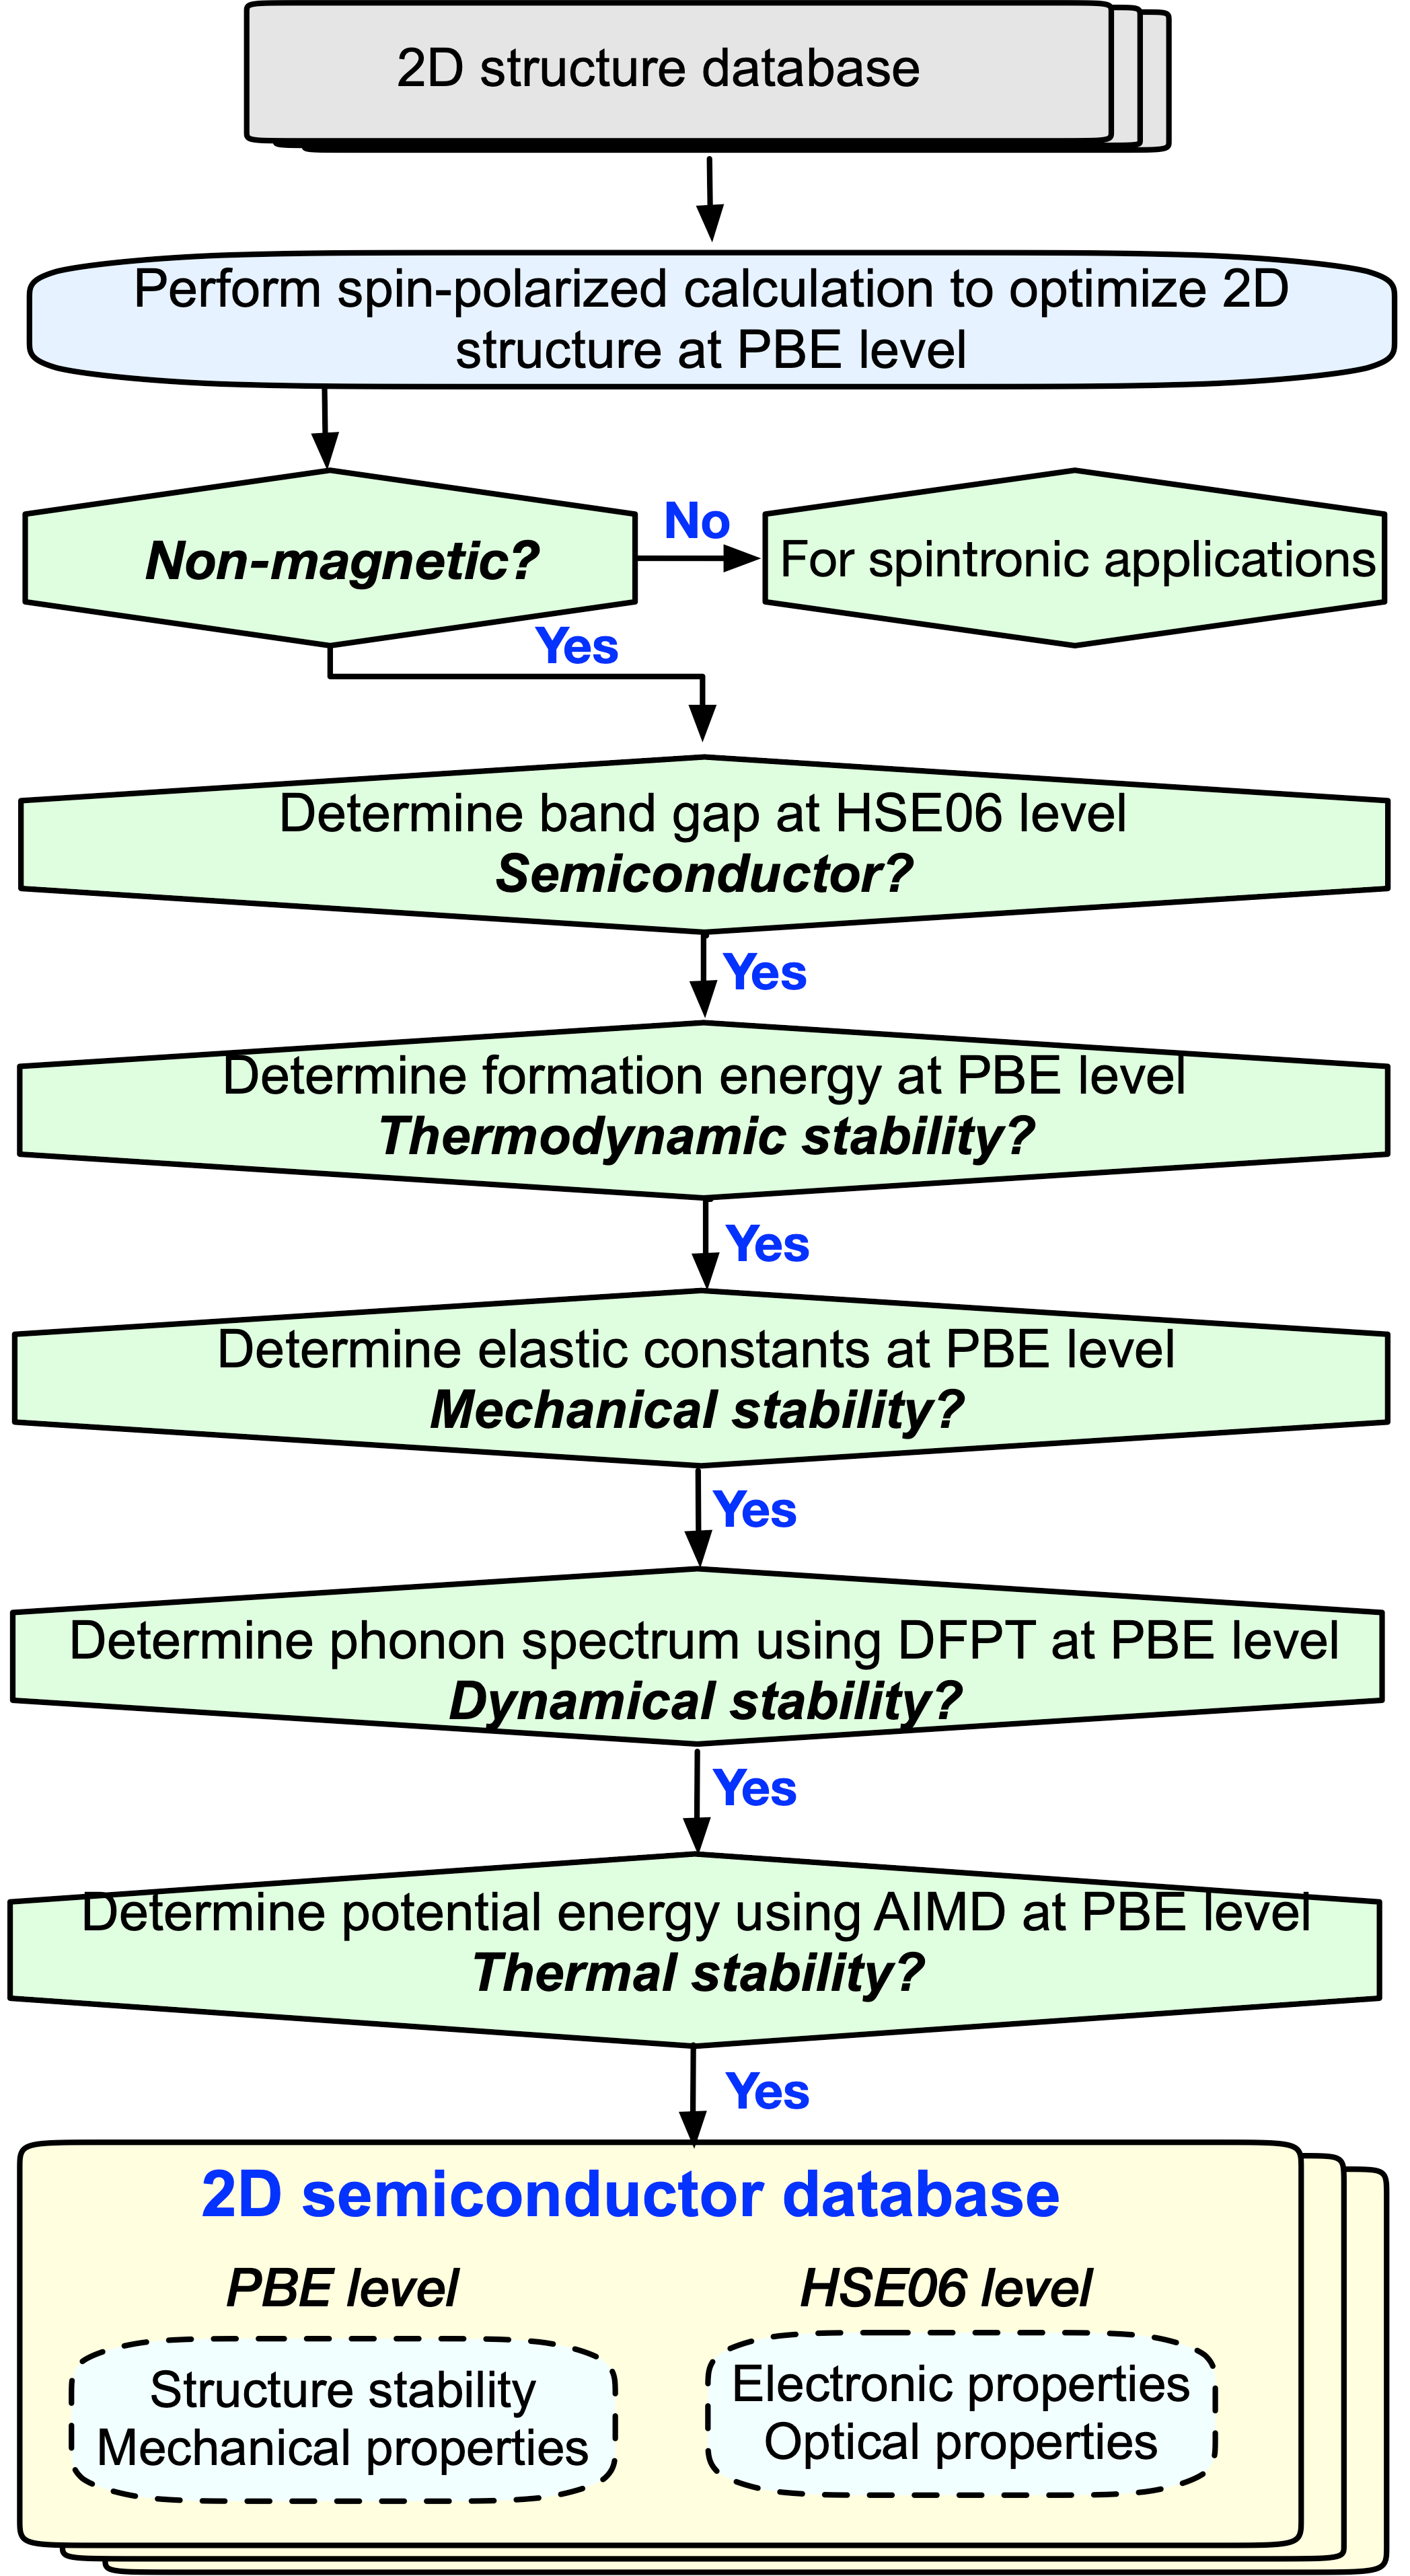 2D structure database
Perform spin-polarized calculation to optimize 2D
structure at PBE level
Non-magnetic?
No
For spintronic applications
Yes
Determine band gap at HSE06 level
Semiconductor?
Yes
Determine formation energy at PBE level
Thermodynamic stability?
Yes
Determine elastic constants at PBE level
Mechanical stability?
Yes
Determine phonon spectrum using DFPT at PBE level
Dynamical stability?
Yes
Determine potential energy using AIMD at PBE level
Thermal stability?
Yes
2D semiconductor database
PBE level
Structure stability
Mechanical properties
HSE06 level
Electronic properties
Optical properties